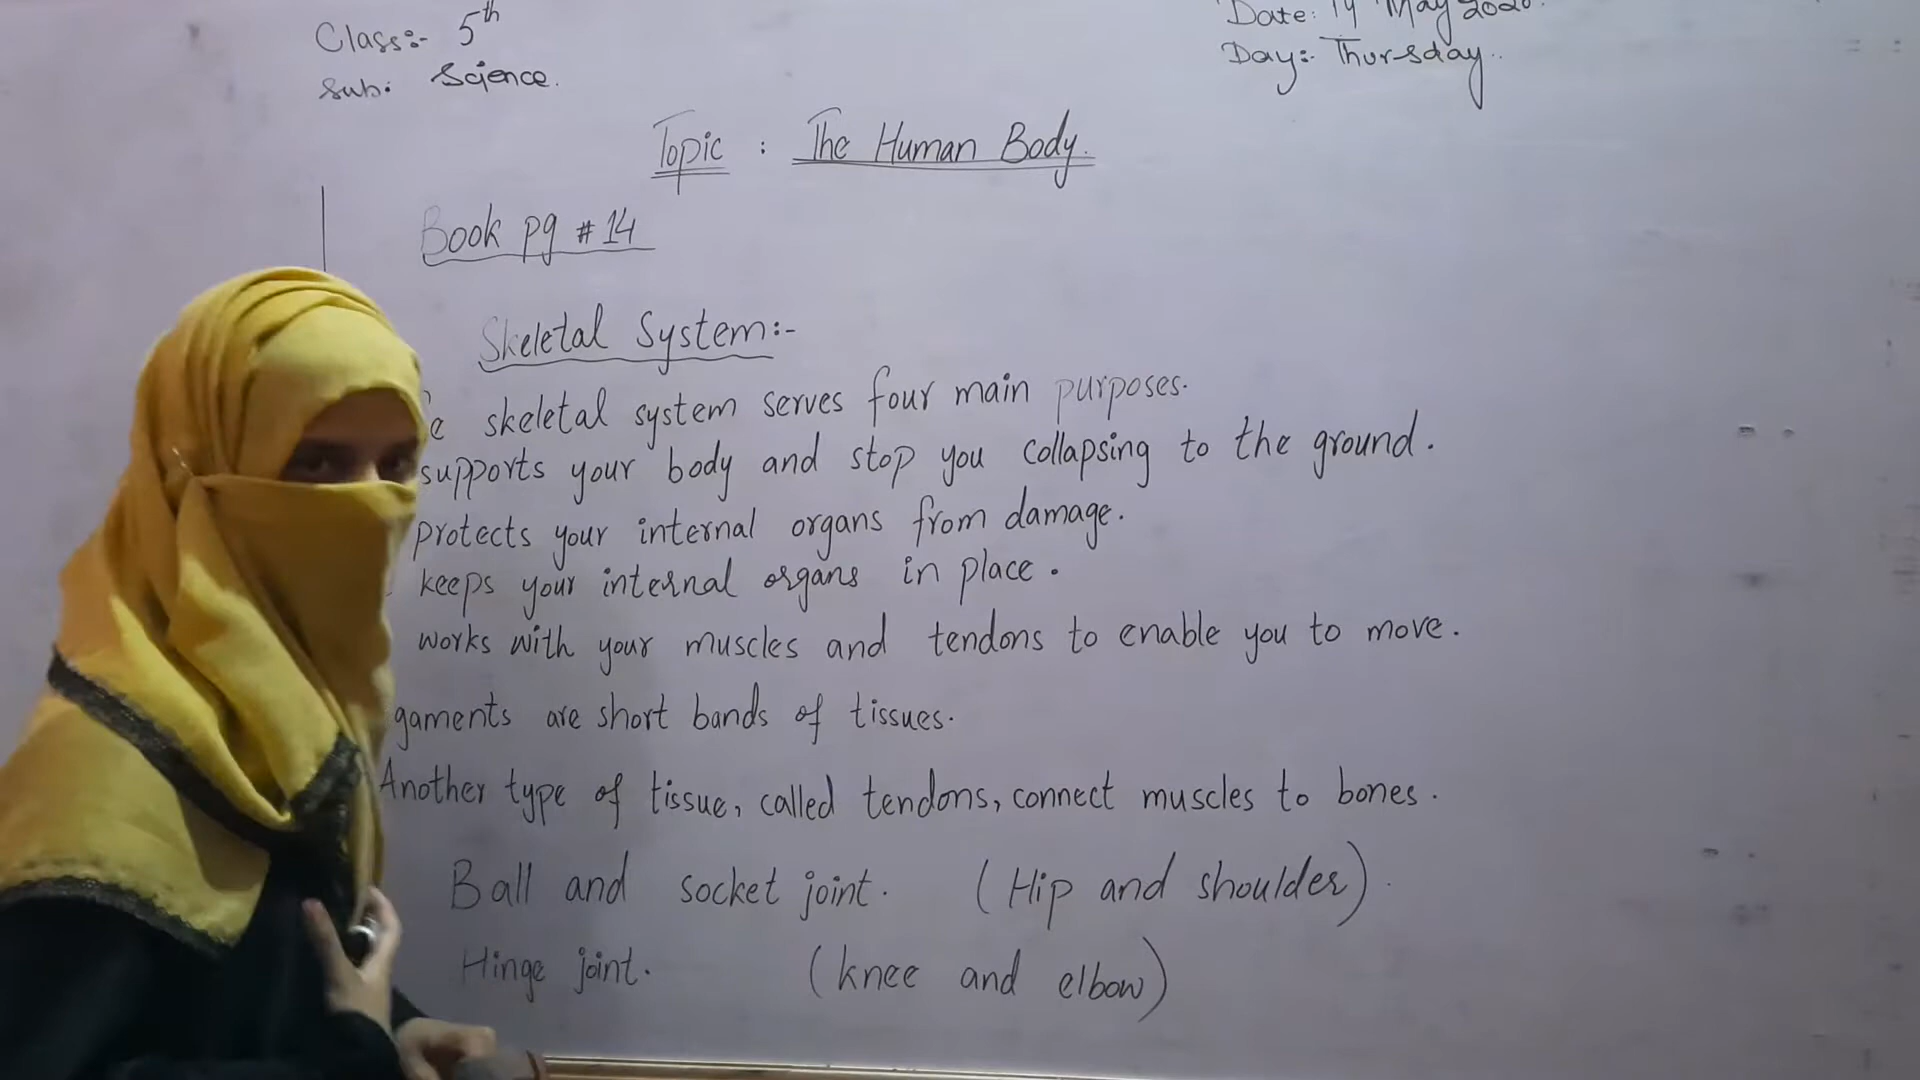 Class:- 5th
Sub: Science.
Date: 14 May 2020.
Day:- Thursday..
Topic : The Human Body.
Book pg # 14
Skeletal System:-
e skeletal system serves four main purposes.
supports your body and stop you collapsing to the ground.
protects your internal organs from damage.
keeps your internal organs in place.
works with your muscles and tendons to enable you to move.
gaments are short bands of tissues.
Another type of tissue, called tendons, connect muscles to bones.
Ball and socket joint. (Hip and shoulder).
Hinge joint. (knee and elbow)